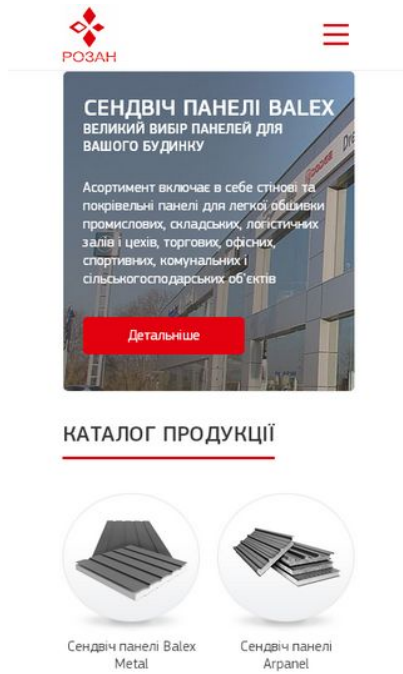 РОЗАН
СЕНДВІЧ ПАНЕЛІ BALEX
ВЕЛИКИЙ ВИБІР ПАНЕЛЕЙ ДЛЯ
ВАШОГО БУДИНКУ
Асортимент включає в себе стінові та
покрівельні панелі для легкої обшивки
промислових, складських, логістичних
залів і цехів, торгових, офісних,
спортивних, комунальних і
сільськогосподарських об'єктів
Детальніше
КАТАЛОГ ПРОДУКЦІЇ
Сендвіч панелі Balex
Metal
Сендвіч панелі
Arpanel